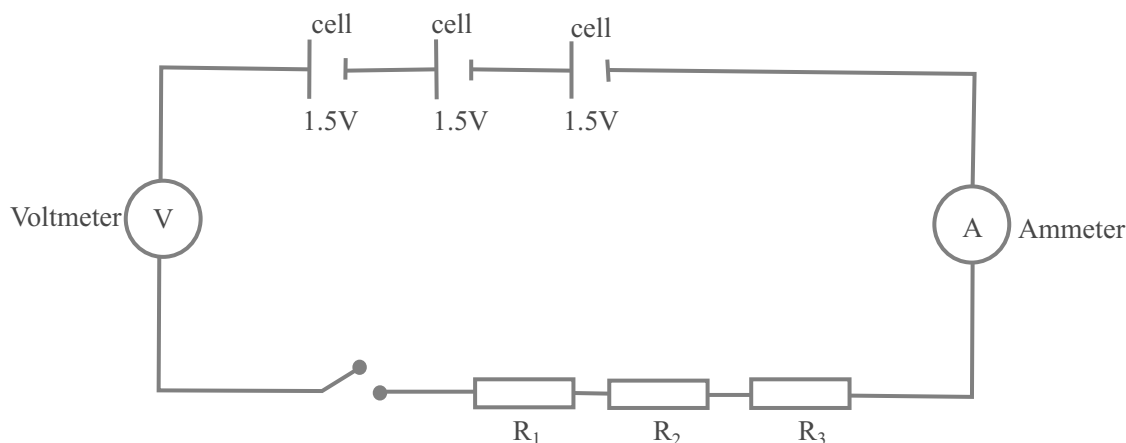 cell cell cell
1.5V 1.5V 1.5V
Voltmeter V A Ammeter
R₁ R₂ R₃